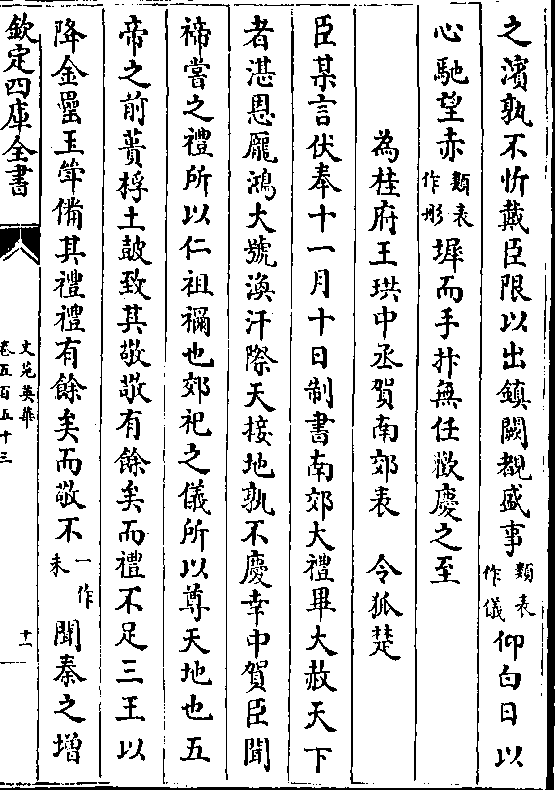 之濱孰不忻戴臣限以出鎮闕覩盛事類表作儀仰白日以
心馳望赤類表作彤墀而手抃無任歡慶之至
為桂府王珙中丞賀南郊表　令狐楚
臣某言伏奉十一月十日制書南郊大禮畢大赦天下
者湛恩龎鴻大號渙汗際天接地孰不慶幸中賀臣聞
禘嘗之禮所以仁祖禰也郊祀之儀所以尊天地也五
帝之前蕢桴土鼓致其敬敬有餘矣而禮不足三王以
降金罍玉斝備其禮禮有餘矣而敬不一作未聞秦之增
欽定四庫全書
文苑英華
卷五百五十三
十一